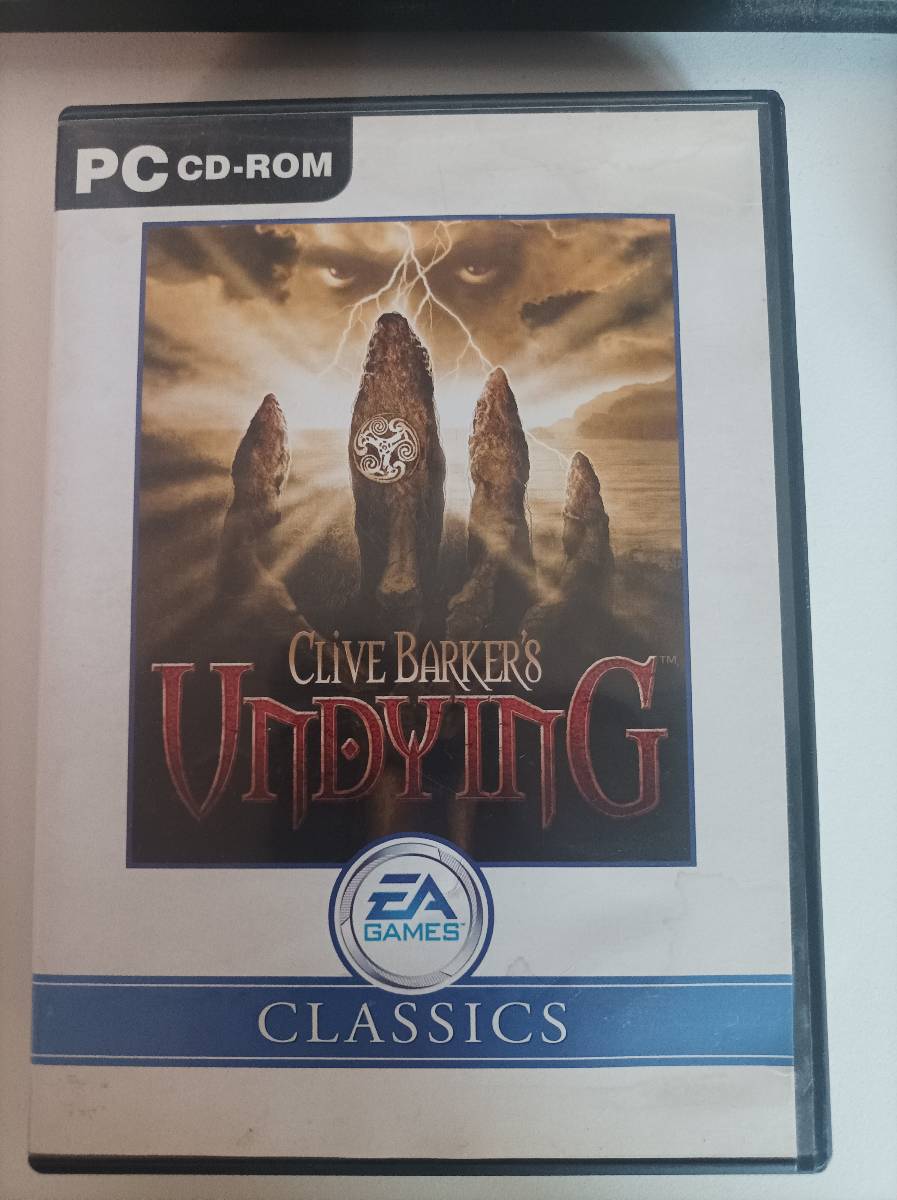 PC CD-ROM
CLiVE BARKER'S
UNDYING™
EA
GAMES™
CLASSICS